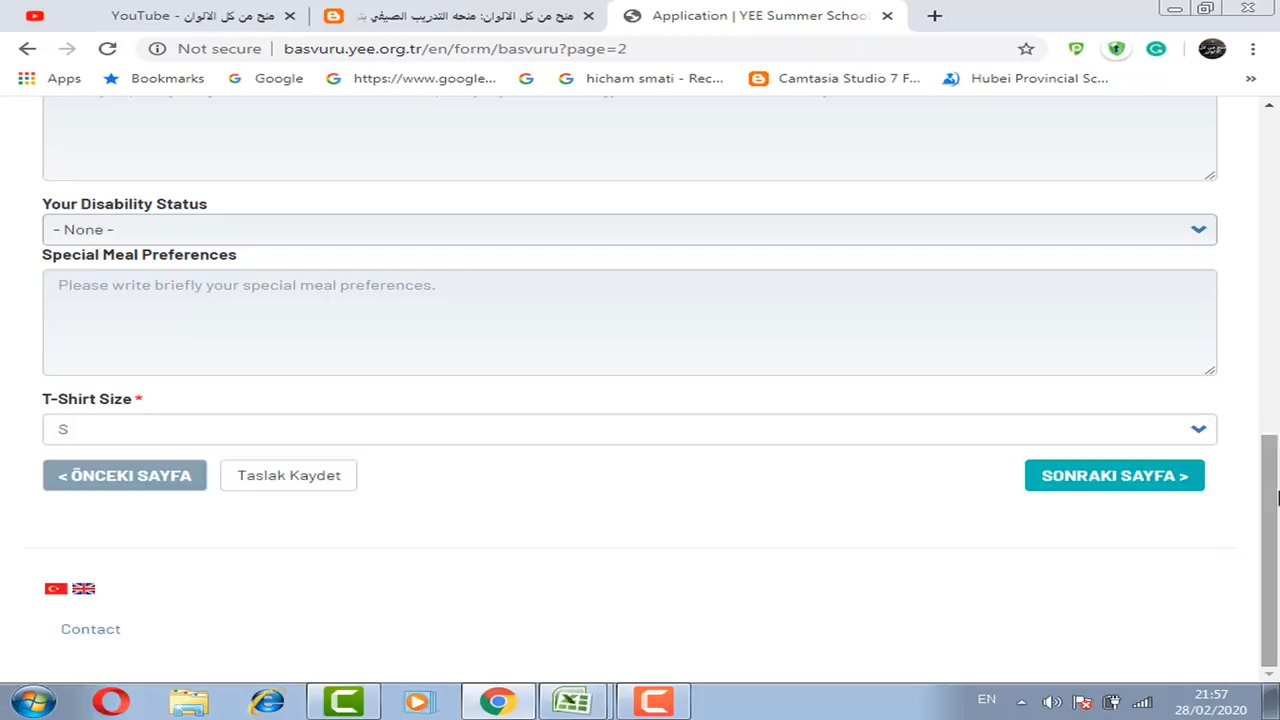 YouTube - منح من كل الالوان
منح من كل الالوان: منحه التدريب الصيفي بت
Application | YEE Summer Schoo
Not secure
basvuru.yee.org.tr/en/form/basvuru?page=2
Apps
Bookmarks
Google
https://www.google...
hicham smati - Rec...
Camtasia Studio 7 F...
Hubei Provincial Sc...
»
Your Disability Status
- None -
Special Meal Preferences
Please write briefly your special meal preferences.
T-Shirt Size *
S
< ÖNCEKI SAYFA
Taslak Kaydet
SONRAKI SAYFA >
Contact
EN
21:57
28/02/2020